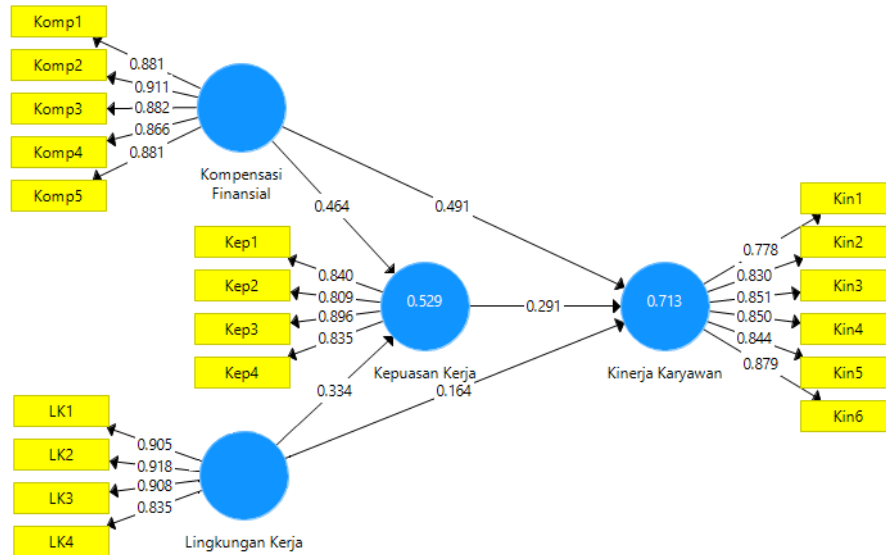 Komp1
Komp2
Komp3
Komp4
Komp5
0.881
0.911
0.882
0.866
0.881
Kompensasi
Finansial
0.464
0.491
Kep1
Kep2
Kep3
Kep4
0.840
0.809
0.896
0.835
0.529
Kepuasan Kerja
0.291
0.713
Kinerja Karyawan
0.778
0.830
0.851
0.850
0.844
0.879
Kin1
Kin2
Kin3
Kin4
Kin5
Kin6
0.334
0.164
LK1
LK2
LK3
LK4
0.905
0.918
0.908
0.835
Lingkungan Kerja